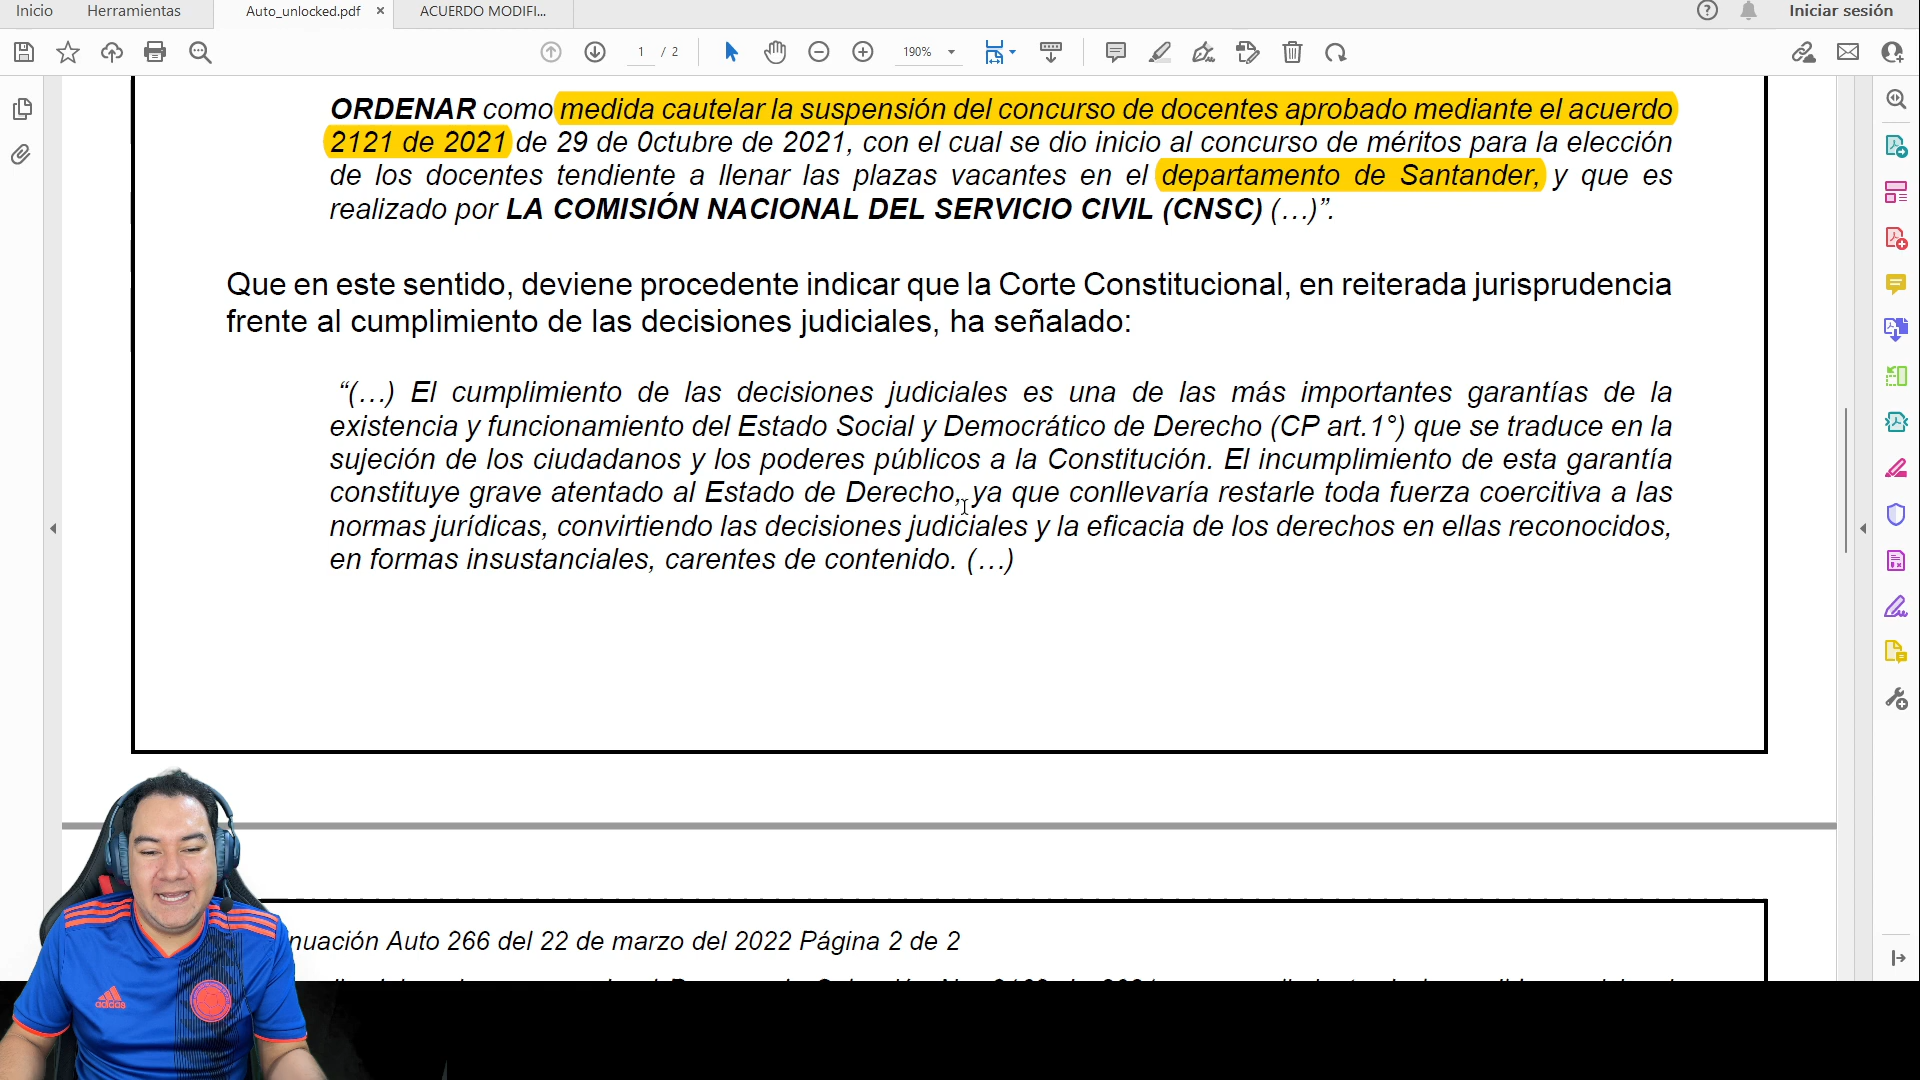 Inicio Herramientas Auto_unlocked.pdf × ACUERDO MODIFI... Iniciar sesión
1 / 2 190%
ORDENAR como medida cautelar la suspensión del concurso de docentes aprobado mediante el acuerdo
2121 de 2021 de 29 de 0ctubre de 2021, con el cual se dio inicio al concurso de méritos para la elección
de los docentes tendiente a llenar las plazas vacantes en el departamento de Santander, y que es
realizado por LA COMISIÓN NACIONAL DEL SERVICIO CIVIL (CNSC) (…)”.
Que en este sentido, deviene procedente indicar que la Corte Constitucional, en reiterada jurisprudencia
frente al cumplimiento de las decisiones judiciales, ha señalado:
“(…) El cumplimiento de las decisiones judiciales es una de las más importantes garantías de la
existencia y funcionamiento del Estado Social y Democrático de Derecho (CP art.1°) que se traduce en la
sujeción de los ciudadanos y los poderes públicos a la Constitución. El incumplimiento de esta garantía
constituye grave atentado al Estado de Derecho, ya que conllevaría restarle toda fuerza coercitiva a las
normas jurídicas, convirtiendo las decisiones judiciales y la eficacia de los derechos en ellas reconocidos,
en formas insustanciales, carentes de contenido. (…)
nuación Auto 266 del 22 de marzo del 2022 Página 2 de 2
adidas